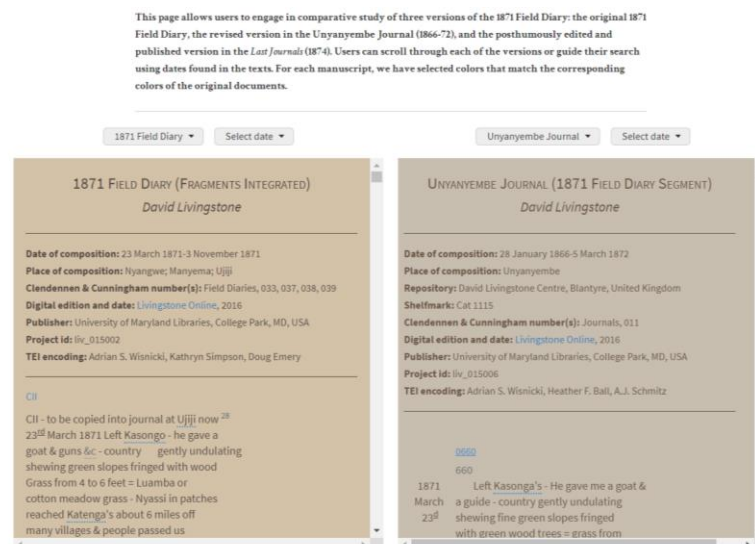 This page allows users to engage in comparative study of three versions of the 1871 Field Diary: the original 1871
Field Diary, the revised version in the Unyanyembe Journal (1866-72), and the posthumously edited and
published version in the Last Journals (1874). Users can scroll through each of the versions or guide their search
using dates found in the texts. For each manuscript, we have selected colors that match the corresponding
colors of the original documents.
1871 Field Diary
Select date
1871 Field Diary (Fragments Integrated)
David Livingstone
Date of composition: 23 March 1871-3 November 1871
Place of composition: Nyangwe; Manyema; Ujiji
Clendennen & Cunningham number(s): Field Diaries, 033, 037, 038, 039
Digital edition and date: Livingstone Online, 2016
Publisher: University of Maryland Libraries, College Park, MD, USA
Project id: liv_015002
TEI encoding: Adrian S. Wisnicki, Kathryn Simpson, Doug Emery
CII
CII - to be copied into journal at Ujiji now 28
23rd March 1871 Left Kasongo - he gave a
goat & guns &c - country gently undulating
shewing green slopes fringed with wood
Grass from 4 to 6 feet = Luamba or
cotton meadow grass - Nyassi in patches
reached Katenga's about 6 miles off
many villages & people passed us
Unyanyembe Journal
Select date
Unyanyembe Journal (1871 Field Diary Segment)
David Livingstone
Date of composition: 28 January 1866-5 March 1872
Place of composition: Unyanyembe
Repository: David Livingstone Centre, Blantyre, United Kingdom
Shelfmark: Cat 1115
Clendennen & Cunningham number(s): Journals, 011
Digital edition and date: Livingstone Online, 2016
Publisher: University of Maryland Libraries, College Park, MD, USA
Project id: liv_015006
TEI encoding: Adrian S. Wisnicki, Heather F. Ball, A.J. Schmitz
0660
660
1871 Left Kasonga's - He gave me a goat &
March a guide - country gently undulating
23d shewing fine green slopes fringed
with green wood trees = grass from